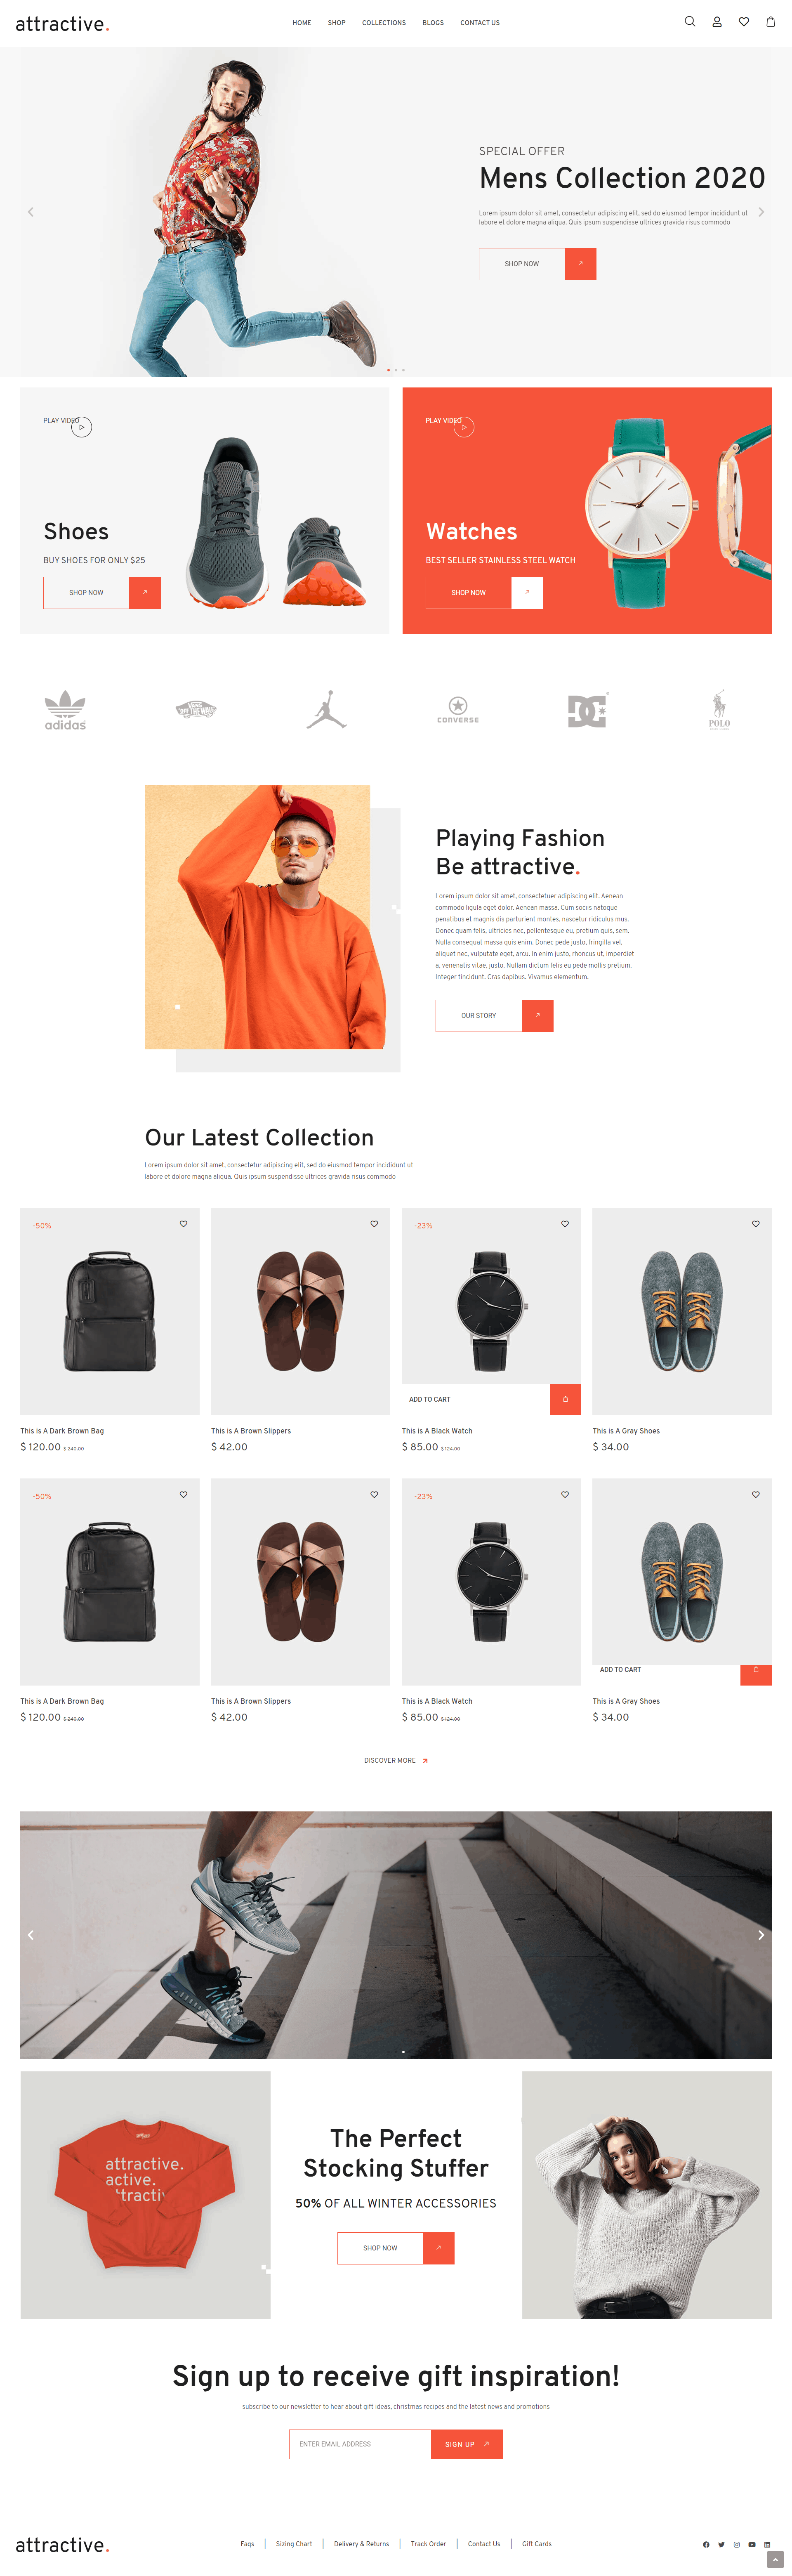 attractive.
HOME SHOP COLLECTIONS BLOGS CONTACT US
SPECIAL OFFER
Mens Collection 2020
Lorem ipsum dolor sit amet, consectetur adipiscing elit, sed do eiusmod tempor incididunt ut
labore et dolore magna aliqua. Quis ipsum suspendisse ultrices gravida risus commodo
SHOP NOW
PLAY VIDEO
Shoes
BUY SHOES FOR ONLY $25
SHOP NOW
PLAY VIDEO
Watches
BEST SELLER STAINLESS STEEL WATCH
SHOP NOW
adidas
VANS
"OFF THE WALL"
CONVERSE
DC
POLO
Playing Fashion
Be attractive.
Lorem ipsum dolor sit amet, consectetuer adipiscing elit. Aenean
commodo ligula eget dolor. Aenean massa. Cum sociis natoque
penatibus et magnis dis parturient montes, nascetur ridiculus mus.
Donec quam felis, ultricies nec, pellentesque eu, pretium quis, sem.
Nulla consequat massa quis enim. Donec pede justo, fringilla vel,
aliquet nec, vulputate eget, arcu. In enim justo, rhoncus ut, imperdiet
a, venenatis vitae, justo. Nullam dictum felis eu pede mollis pretium.
Integer tincidunt. Cras dapibus. Vivamus elementum.
OUR STORY
Our Latest Collection
Lorem ipsum dolor sit amet, consectetur adipiscing elit, sed do eiusmod tempor incididunt ut
labore et dolore magna aliqua. Quis ipsum suspendisse ultrices gravida risus commodo
-50%
-23%
ADD TO CART
This is A Dark Brown Bag
$ 120.00 $ 240.00
This is A Brown Slippers
$ 42.00
This is A Black Watch
$ 85.00 $ 124.00
This is A Gray Shoes
$ 34.00
-50%
-23%
ADD TO CART
This is A Dark Brown Bag
$ 120.00 $ 240.00
This is A Brown Slippers
$ 42.00
This is A Black Watch
$ 85.00 $ 124.00
This is A Gray Shoes
$ 34.00
DISCOVER MORE
attractive.
active.
The Perfect
Stocking Stuffer
50% OF ALL WINTER ACCESSORIES
SHOP NOW
Sign up to receive gift inspiration!
subscribe to our newsletter to hear about gift ideas, christmas recipes and the latest news and promotions
ENTER EMAIL ADDRESS
SIGN UP
attractive.
Faqs
Sizing Chart
Delivery & Returns
Track Order
Contact Us
Gift Cards